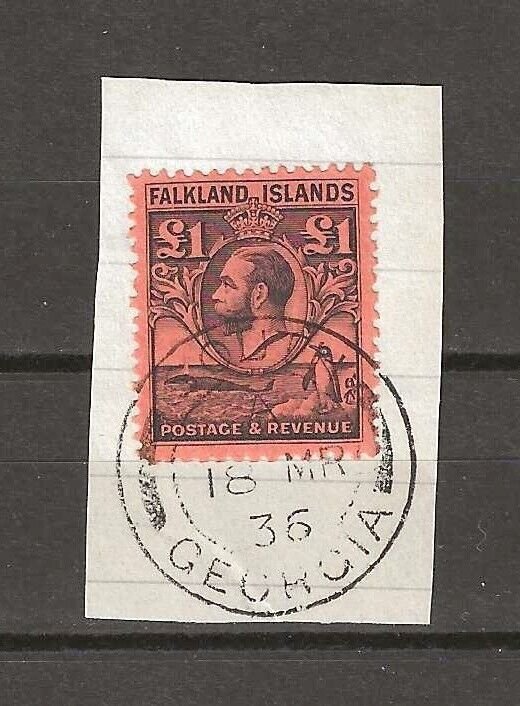 FALKLAND ISLANDS
£1 £1
POSTAGE & REVENUE
18 MR
36
GEORGIA